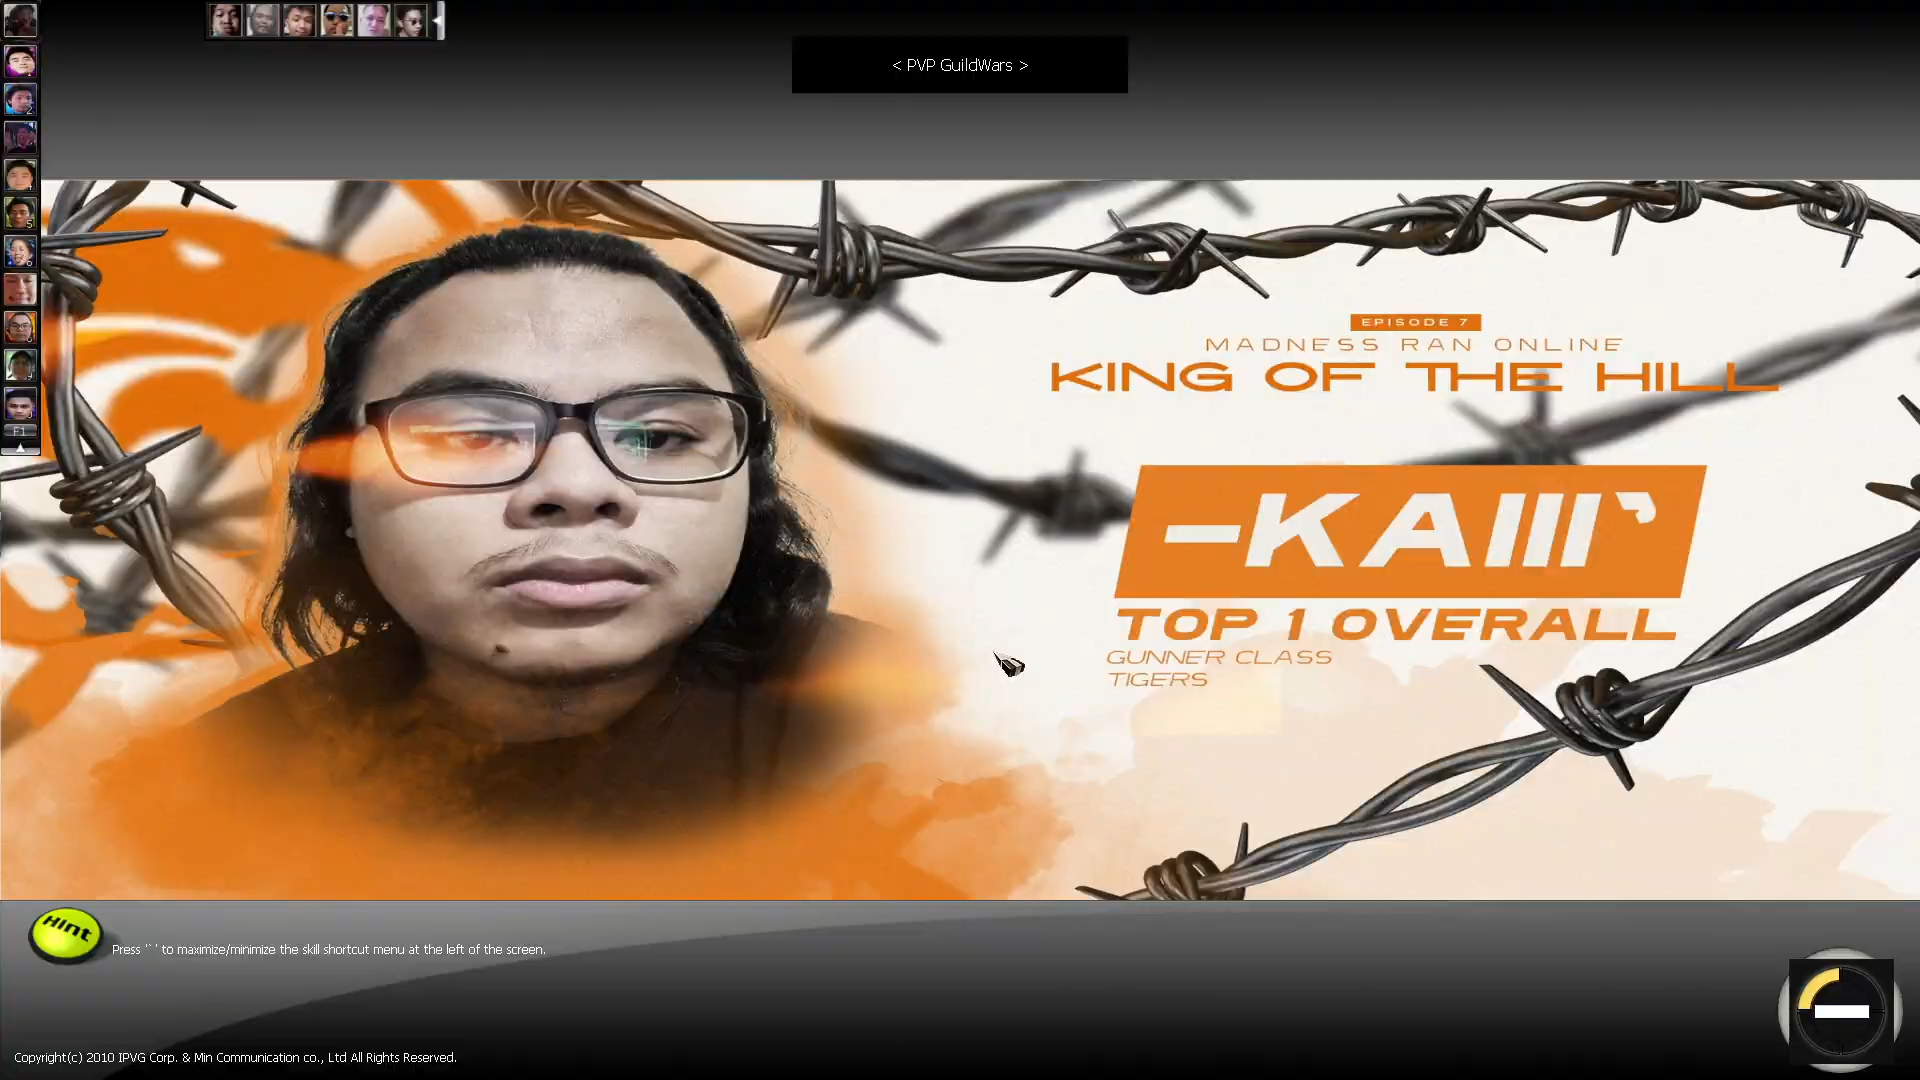 < PVP GuildWars >
EPISODE 7
MADNESS RAN ONLINE
KING OF THE HILL
-KAIII`
TOP 1 OVERALL
GUNNER CLASS
TIGERS
F1
Hint
Press '`' to maximize/minimize the skill shortcut menu at the left of the screen.
Copyright(c) 2010 IPVG Corp. & Min Communication co., Ltd All Rights Reserved.